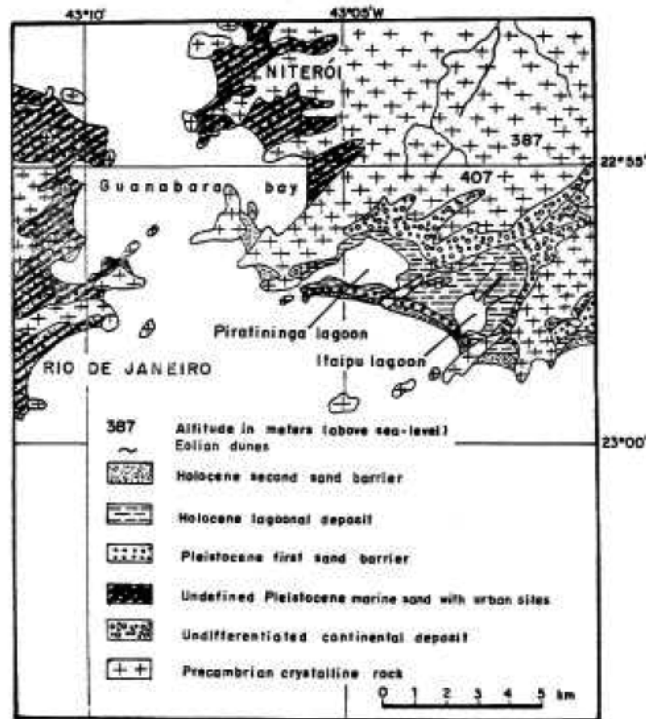 43°10' 43°05'W
NITERÓI
387
22°55'
407
Guanabara bay
Piratininga lagoon
Itaipu lagoon
RIO DE JANEIRO
387 Altitude in meters (above sea-level)
Eolian dunes
23°00'
Holocene second sand barrier
Holocene lagoonal deposit
Pleistocene first sand barrier
Undefined Pleistocene marine sand with urban sites
Undifferentiated continental deposit
Precambrian crystalline rock
0 1 2 3 4 5 km